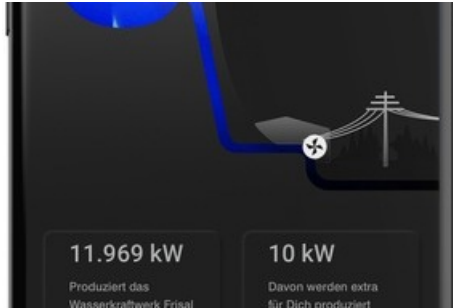 11.969 kW
10 kW
Produziert das
Wasserkraftwerk Frisal
Davon werden extra
für Dich produziert